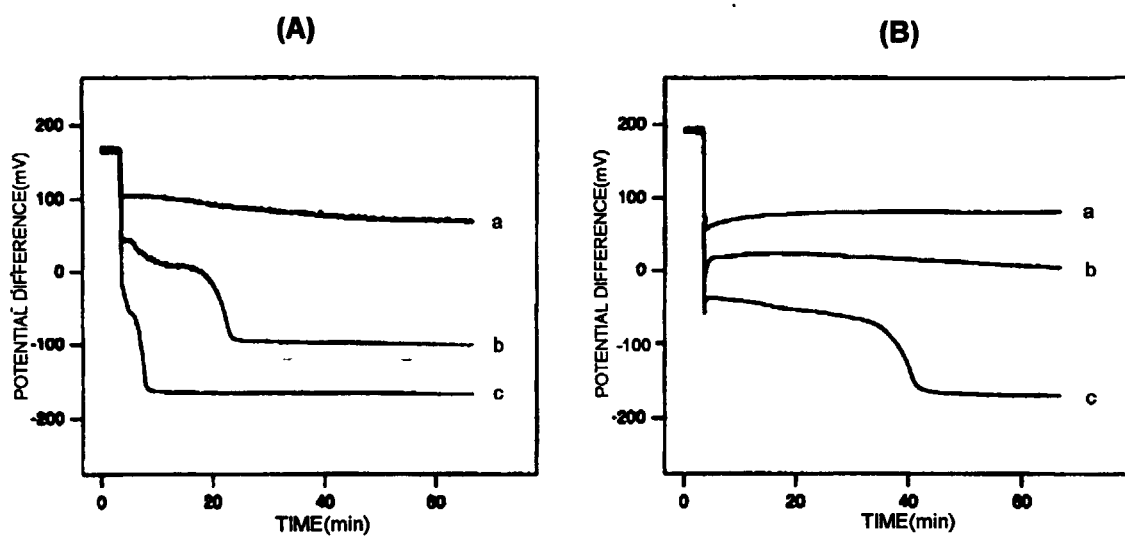 (A)
200
100
0
-100
-200
POTENTIAL DIFFERENCE(mV)
a
b
c
0
20
40
60
TIME(min)
(B)
200
100
0
-100
-200
POTENTIAL DIFFERENCE(mV)
a
b
c
0
20
40
60
TIME(min)